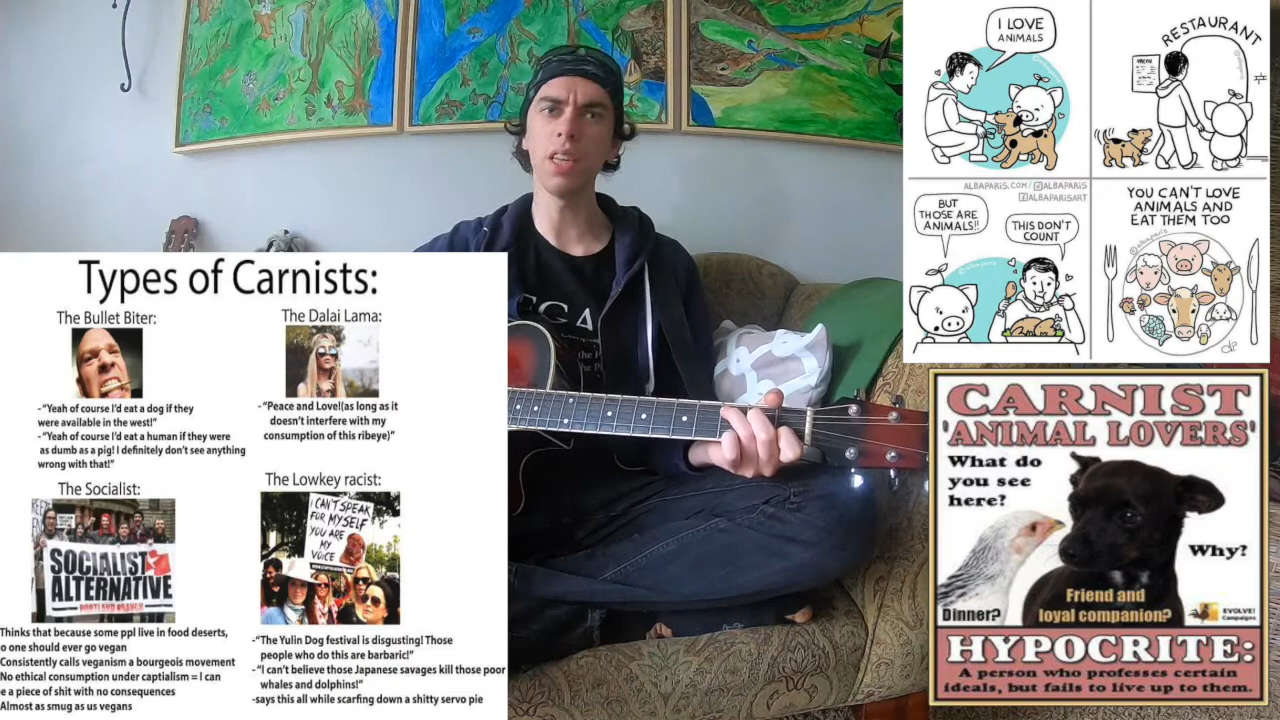 Types of Carnists:
The Bullet Biter:
- "Yeah of course I'd eat a dog if they
were available in the west!"
- "Yeah of course I'd eat a human if they were
as dumb as a pig! I definitely don't see anything
wrong with that!"
The Dalai Lama:
- "Peace and Love!(as long as it
doesn't interfere with my
consumption of this ribeye)"
The Socialist:
SOCIALIST
ALTERNATIVE
PORTLAND BRANCH
Thinks that because some ppl live in food deserts,
o one should ever go vegan
Consistently calls veganism a bourgeois movement
No ethical consumption under captialism = I can
e a piece of shit with no consequences
Almost as smug as us vegans
The Lowkey racist:
I CAN'T SPEAK
FOR MYSELF
YOU ARE
MY
VOICE
-"The Yulin Dog festival is disgusting! Those
people who do this are barbaric!"
- "I can't believe those Japanese savages kill those poor
whales and dolphins!"
-says this all while scarfing down a shitty servo pie
EGA
the P
I LOVE
ANIMALS
RESTAURANT
MENU
ALBAPARIS.COM/ ALBAPARIS
ALBAPARISART
BUT
THOSE ARE
ANIMALS!!
THIS DON'T
COUNT
YOU CAN'T LOVE
ANIMALS AND
EAT THEM TOO
CARNIST
'ANIMAL LOVERS'
What do
you see
here?
Why?
Dinner?
Friend and
loyal companion?
EVOLVE!
Campaigns
HYPOCRITE:
A person who professes certain
ideals, but fails to live up to them.